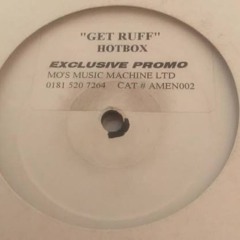 "GET RUFF"
HOTBOX
EXCLUSIVE PROMO
MO'S MUSIC MACHINE LTD
0181 520 7264 CAT # AMEN002